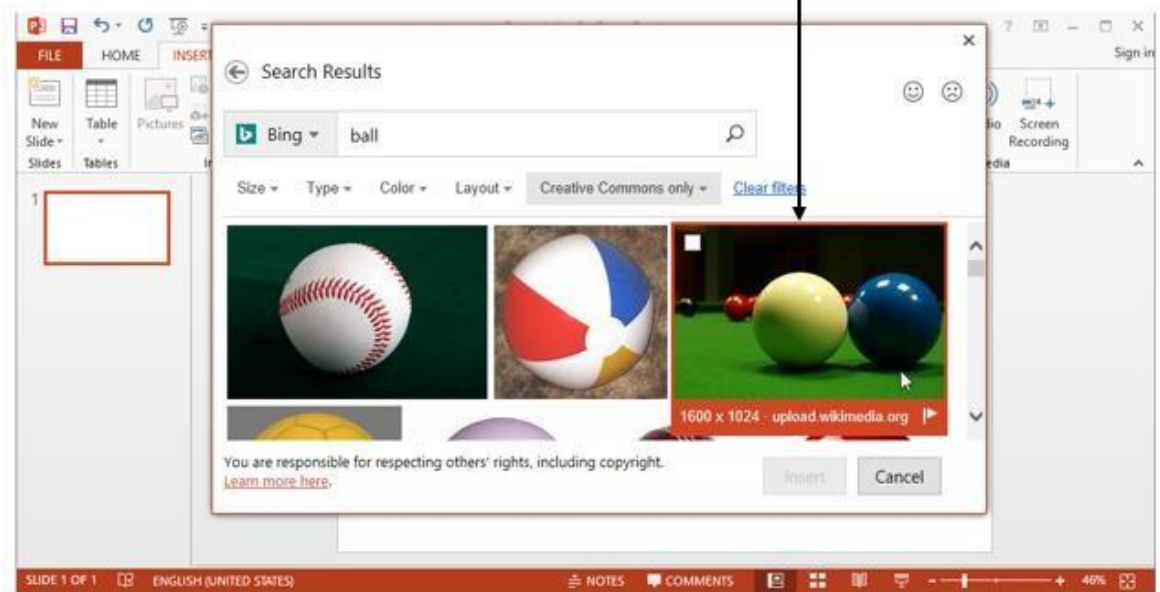 ? 
FILE HOME INSERT Sign in
New Slide Table Pictures Screen Recording
Slides Tables
Search Results
Bing ball
Size Type Color Layout Creative Commons only Clear filters
1
1600 x 1024 - upload.wikimedia.org
You are responsible for respecting others' rights, including copyright.
Learn more here.
Insert Cancel
SLIDE 1 OF 1 ENGLISH (UNITED STATES) NOTES COMMENTS 46%